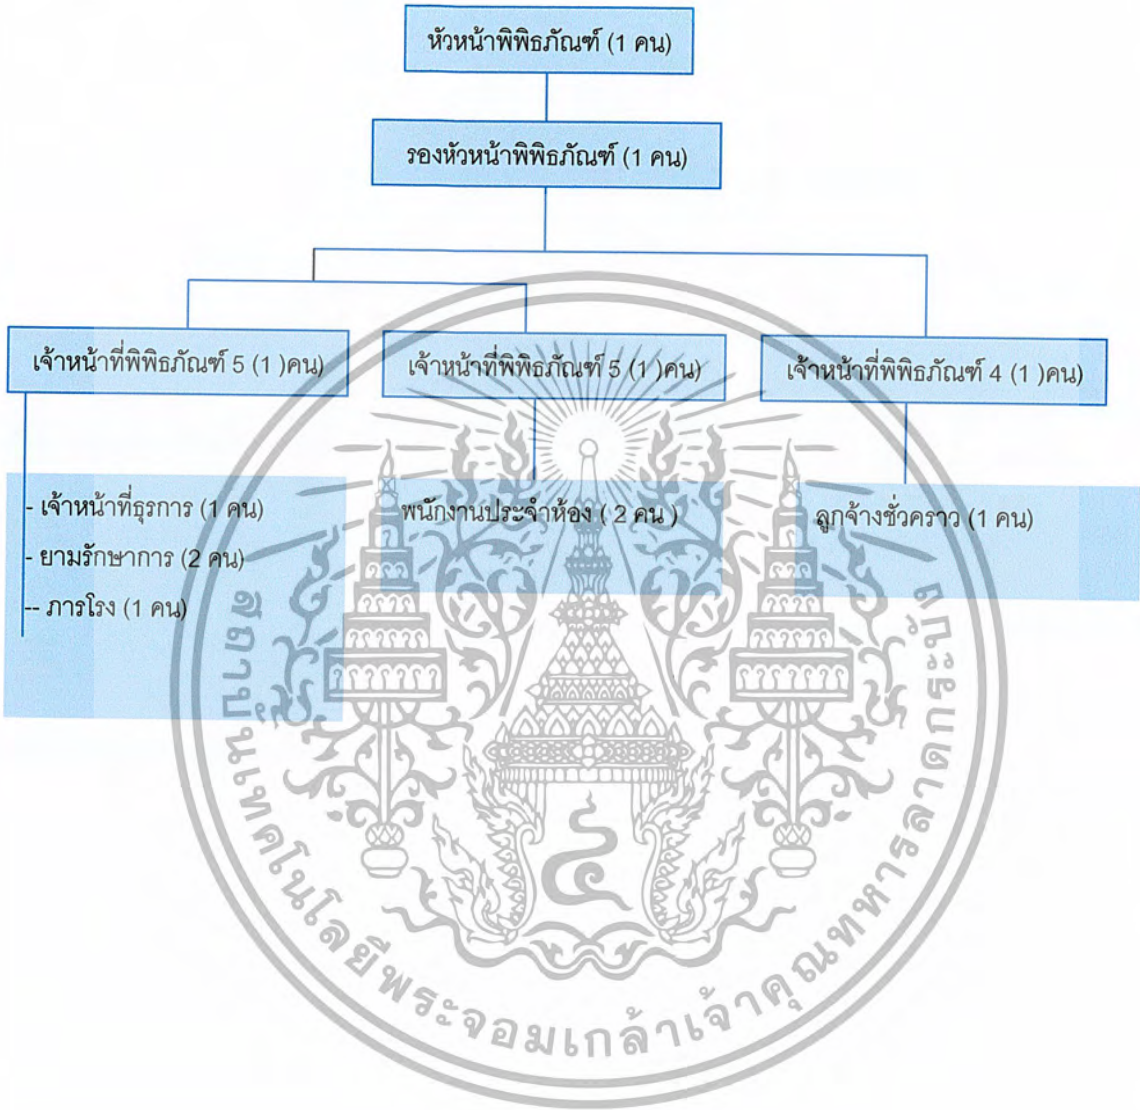 หัวหน้าพิพิธภัณฑ์ (1 คน)
รองหัวหน้าพิพิธภัณฑ์ (1 คน)
เจ้าหน้าที่พิพิธภัณฑ์ 5 (1 )คน)
เจ้าหน้าที่พิพิธภัณฑ์ 5 (1 )คน)
เจ้าหน้าที่พิพิธภัณฑ์ 4 (1 )คน)
- เจ้าหน้าที่ธุรการ (1 คน)
- ยามรักษาการ (2 คน)
-- ภารโรง (1 คน)
พนักงานประจำห้อง ( 2 คน )
ลูกจ้างชั่วคราว (1 คน)
สถาบันเทคโนโลยีพระจอมเกล้าเจ้าคุณทหารลาดกระบัง
๔